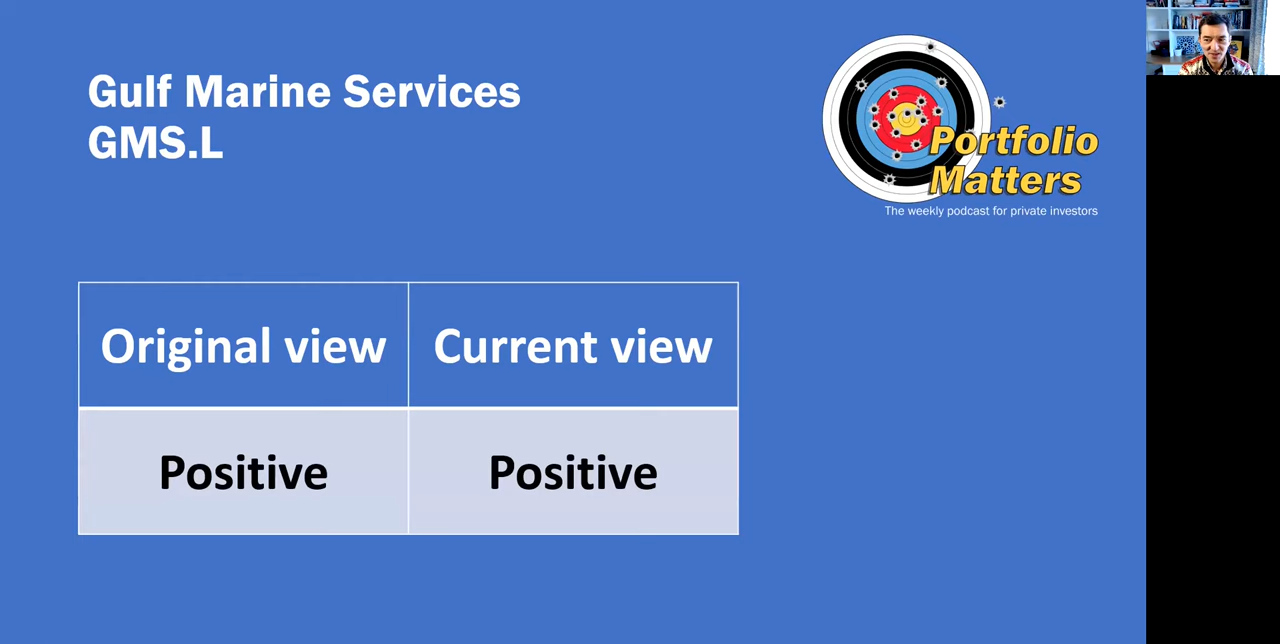 Gulf Marine Services
GMS.L
Portfolio
Matters
The weekly podcast for private investors
Original view
Current view
Positive
Positive